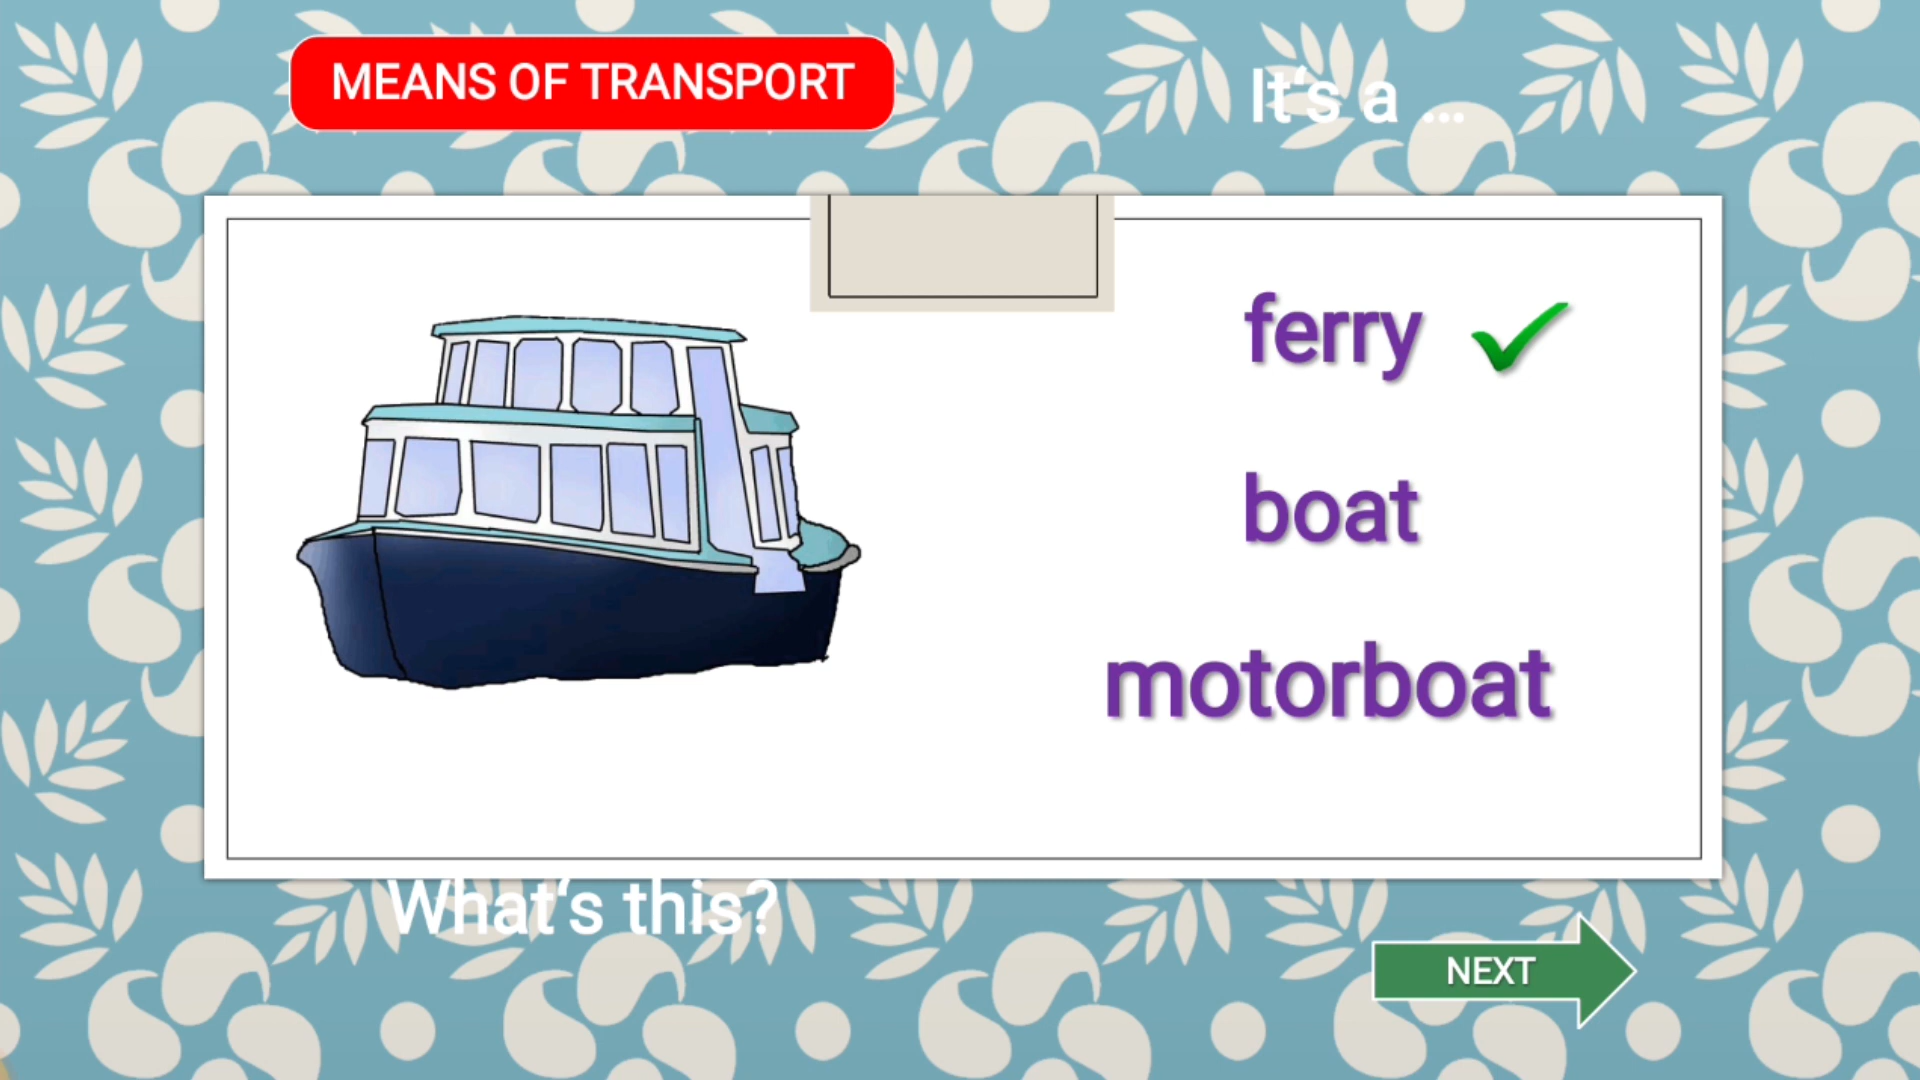 MEANS OF TRANSPORT
It‘s a ...
ferry
boat
motorboat
What‘s this?
NEXT